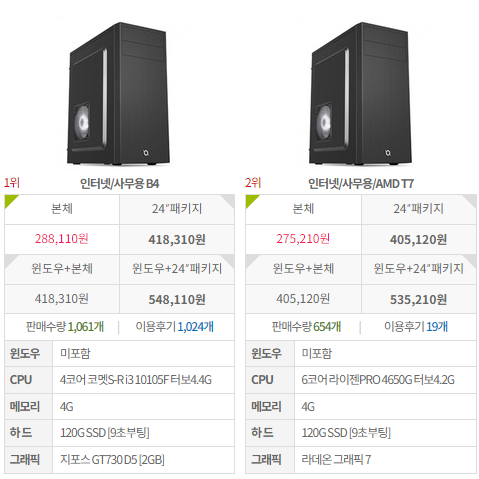 1위 인터넷/사무용 B4
본체 24"패키지
288,110원 418,310원
윈도우+본체 윈도우+24"패키지
418,310원 548,110원
판매수량 1,061개 | 이용후기 1,024개
윈도우 미포함
CPU 4코어 코멧S-R i3 10105F 터보4.4G
메모리 4G
하드 120G SSD [9초부팅]
그래픽 지포스 GT730 D5 [2GB]
2위 인터넷/사무용/AMD T7
본체 24"패키지
275,210원 405,120원
윈도우+본체 윈도우+24"패키지
405,120원 535,210원
판매수량 654개 | 이용후기 19개
윈도우 미포함
CPU 6코어 라이젠PRO 4650G 터보4.2G
메모리 4G
하드 120G SSD [9초부팅]
그래픽 라데온 그래픽 7